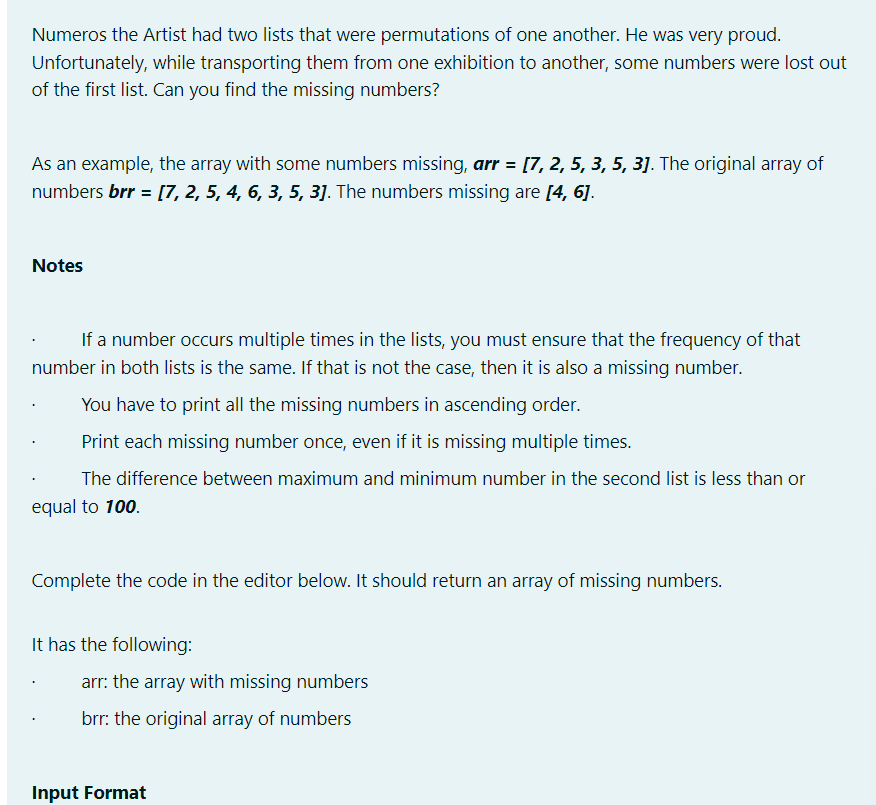 Numeros the Artist had two lists that were permutations of one another. He was very proud.
Unfortunately, while transporting them from one exhibition to another, some numbers were lost out
of the first list. Can you find the missing numbers?
As an example, the array with some numbers missing, arr = [7, 2, 5, 3, 5, 3]. The original array of
numbers brr = [7, 2, 5, 4, 6, 3, 5, 3]. The numbers missing are [4, 6].
Notes
· If a number occurs multiple times in the lists, you must ensure that the frequency of that
number in both lists is the same. If that is not the case, then it is also a missing number.
· You have to print all the missing numbers in ascending order.
· Print each missing number once, even if it is missing multiple times.
· The difference between maximum and minimum number in the second list is less than or
equal to 100.
Complete the code in the editor below. It should return an array of missing numbers.
It has the following:
· arr: the array with missing numbers
· brr: the original array of numbers
Input Format